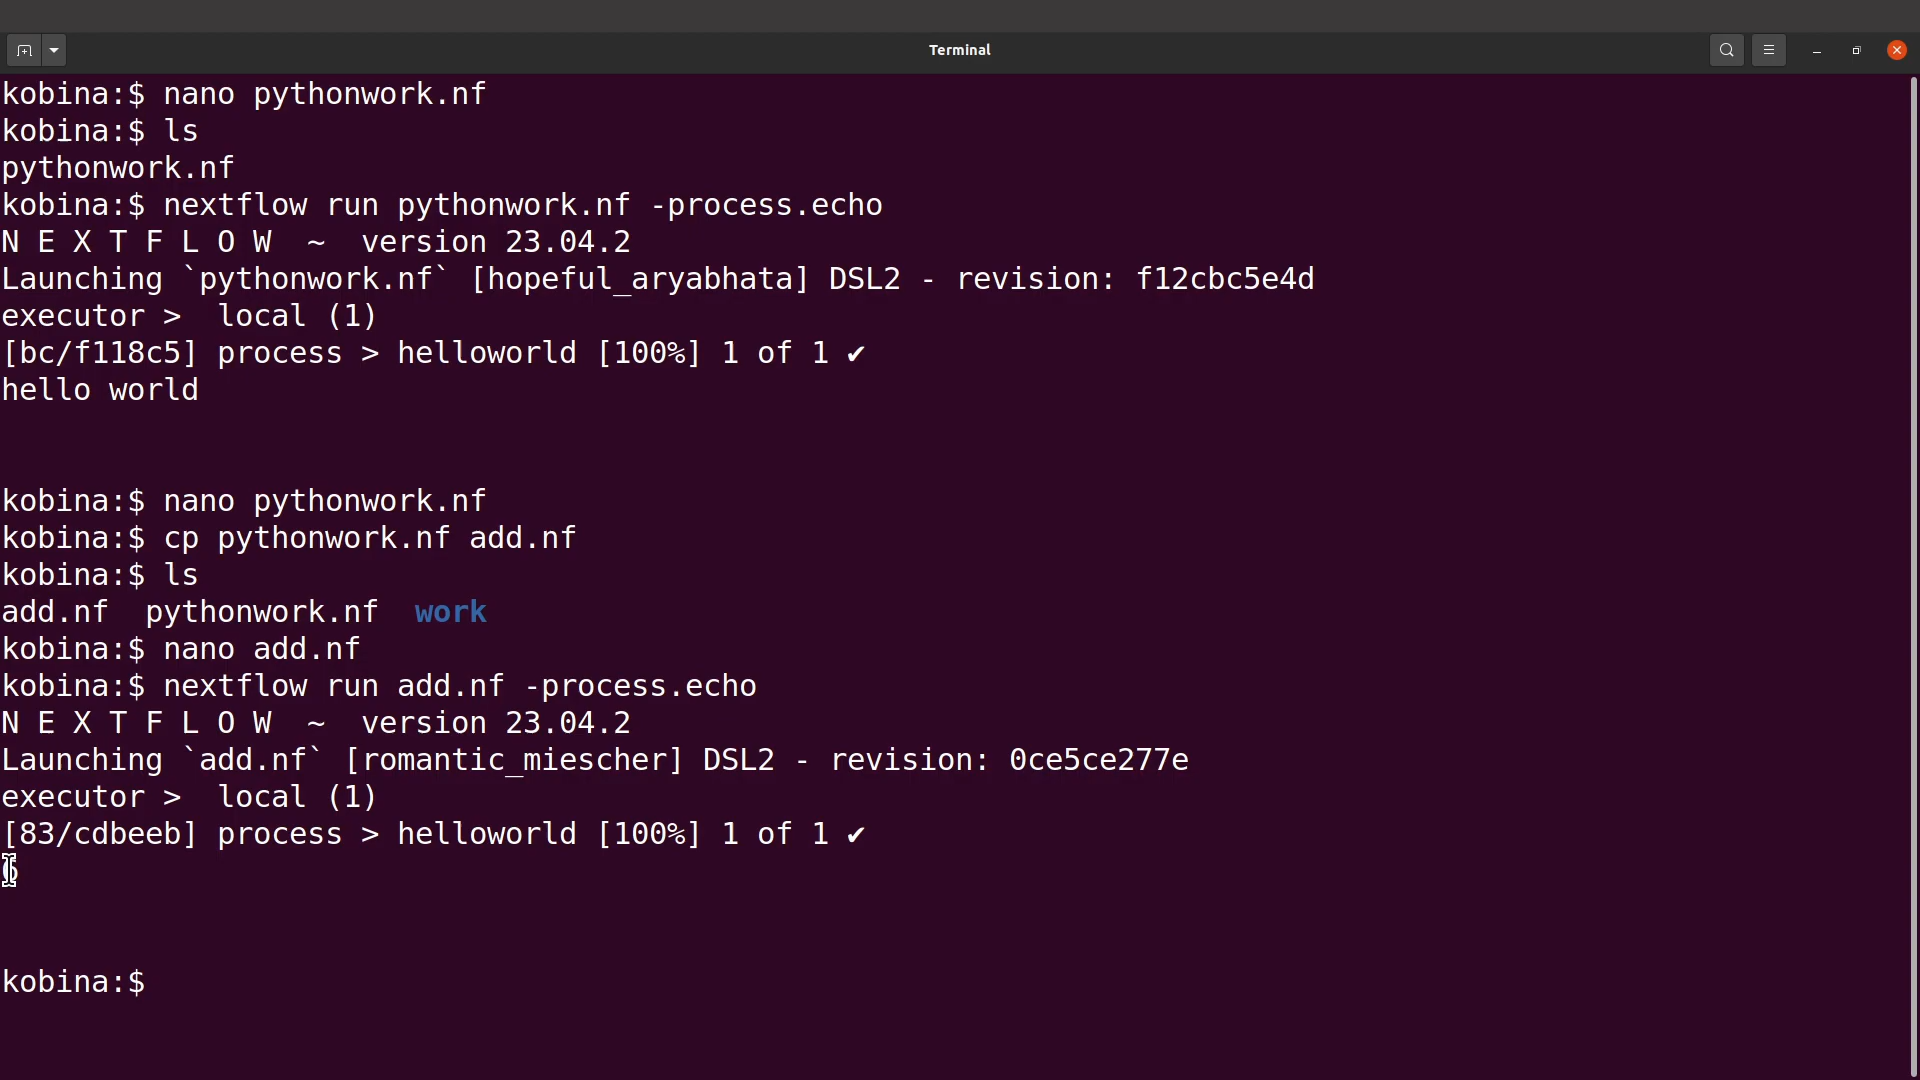 Terminal
kobina:$ nano pythonwork.nf
kobina:$ ls
pythonwork.nf
kobina:$ nextflow run pythonwork.nf -process.echo
N E X T F L O W  ~  version 23.04.2
Launching `pythonwork.nf` [hopeful_aryabhata] DSL2 - revision: f12cbc5e4d
executor >  local (1)
[bc/f118c5] process > helloworld [100%] 1 of 1 ✔
hello world
kobina:$ nano pythonwork.nf
kobina:$ cp pythonwork.nf add.nf
kobina:$ ls
add.nf  pythonwork.nf  work
kobina:$ nano add.nf
kobina:$ nextflow run add.nf -process.echo
N E X T F L O W  ~  version 23.04.2
Launching `add.nf` [romantic_miescher] DSL2 - revision: 0ce5ce277e
executor >  local (1)
[83/cdbeeb] process > helloworld [100%] 1 of 1 ✔
kobina:$